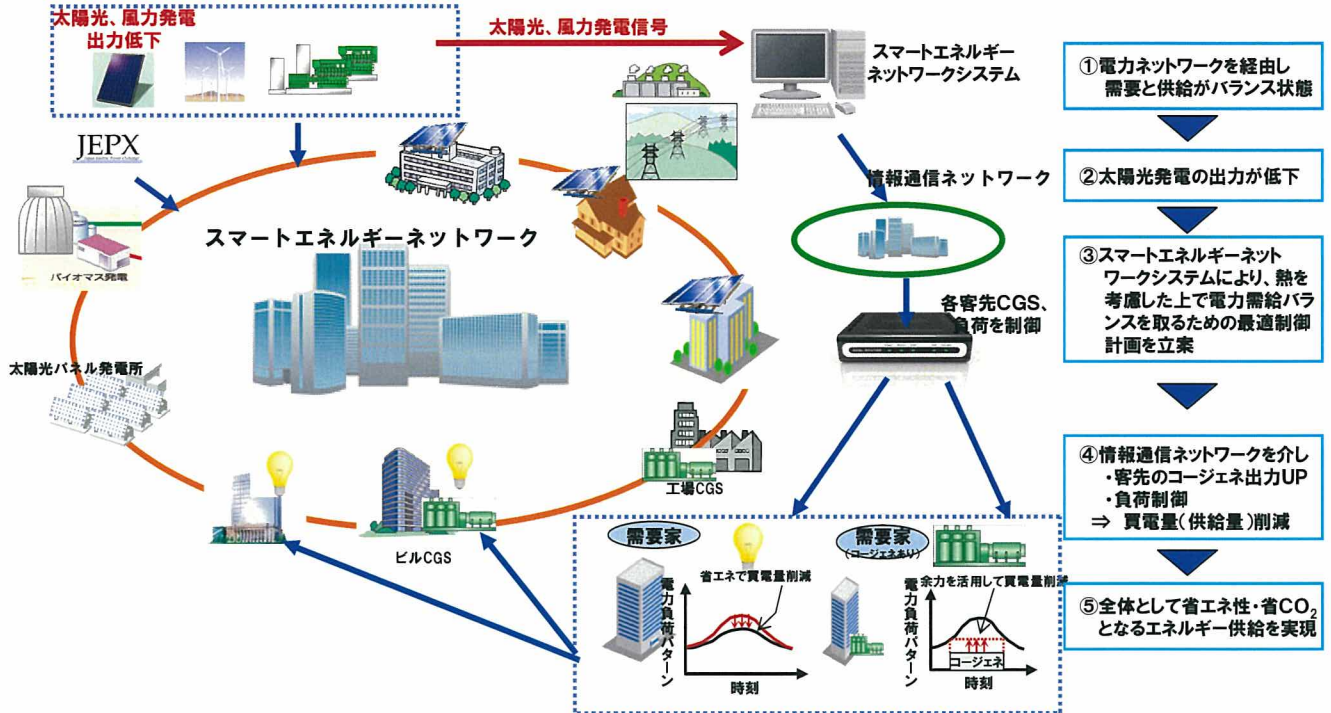 太陽光、風力発電
出力低下
太陽光、風力発電信号
スマートエネルギー
ネットワークシステム
JEPX
Japan Electric Power Exchange
情報通信ネットワーク
スマートエネルギーネットワーク
バイオマス発電
各客先CGS、
負荷を制御
太陽光パネル発電所
工場CGS
ビルCGS
需要家
省エネで買電量削減
電力負荷パターン
時刻
需要家
(コージェネあり)
余力を活用して買電量削減
電力負荷パターン
コージェネ
時刻
①電力ネットワークを経由し
需要と供給がバランス状態
②太陽光発電の出力が低下
③スマートエネルギーネット
ワークシステムにより、熱を
考慮した上で電力需給バラ
ンスを取るための最適制御
計画を立案
④情報通信ネットワークを介し
・客先のコージェネ出力UP
・負荷制御
⇒ 買電量(供給量)削減
⑤全体として省エネ性・省CO₂
となるエネルギー供給を実現